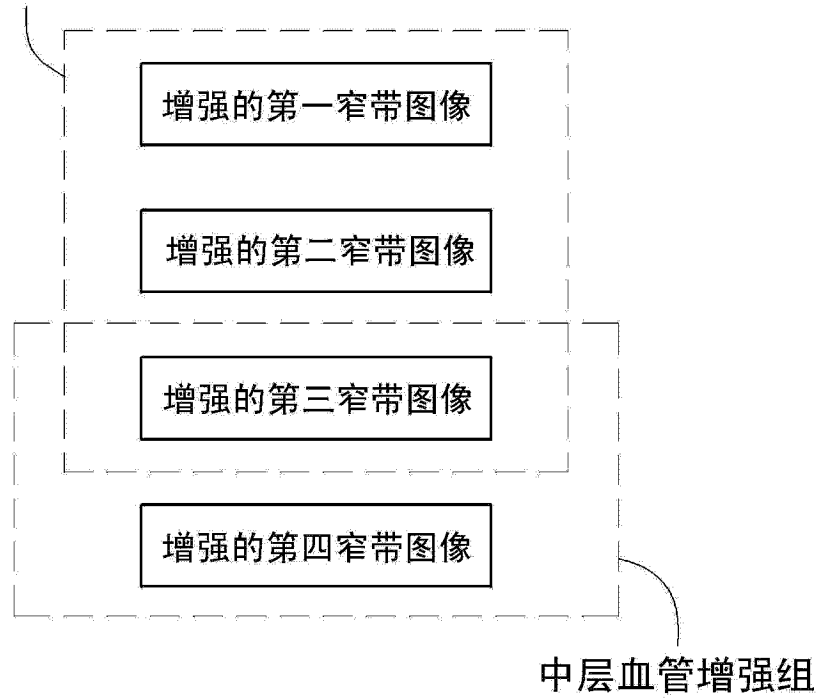 增强的第一窄带图像
增强的第二窄带图像
增强的第三窄带图像
增强的第四窄带图像
中层血管增强组